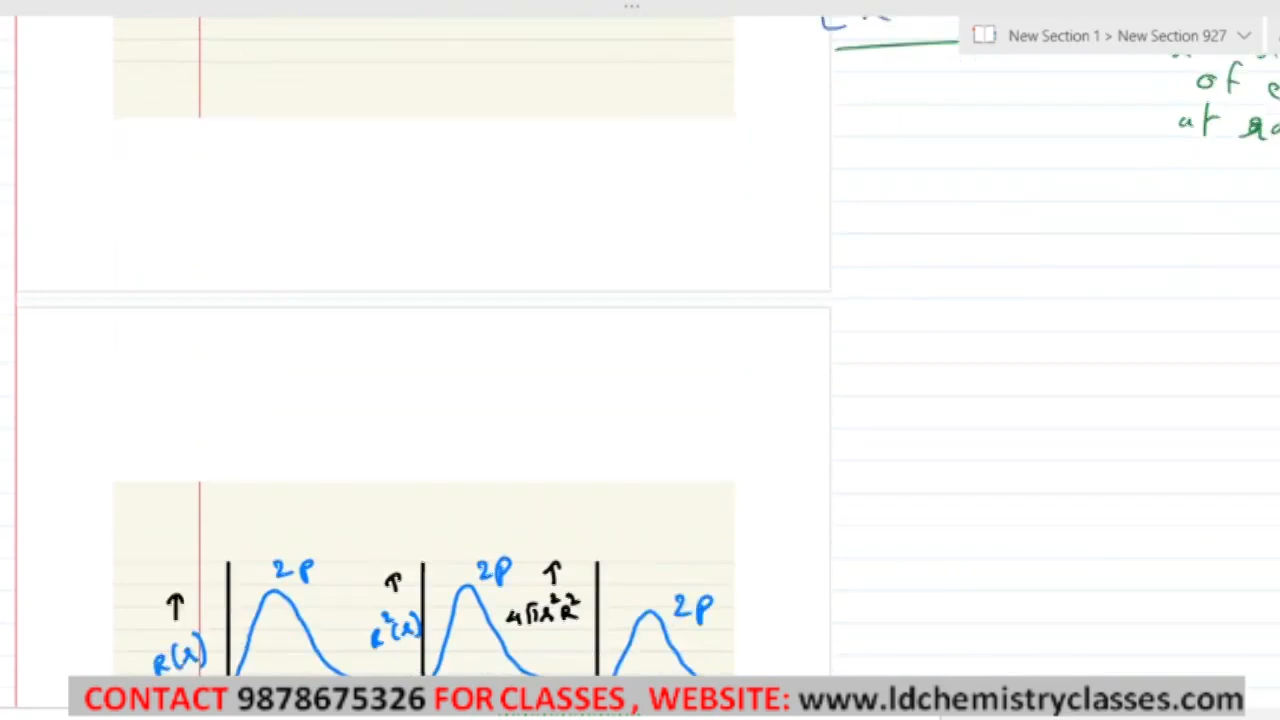 New Section 1 > New Section 927
of
at
2p
2p
2p
↑
R(r)
↑
R²(r)
↑
4πr²R²
CONTACT 9878675326 FOR CLASSES , WEBSITE: www.ldchemistryclasses.com